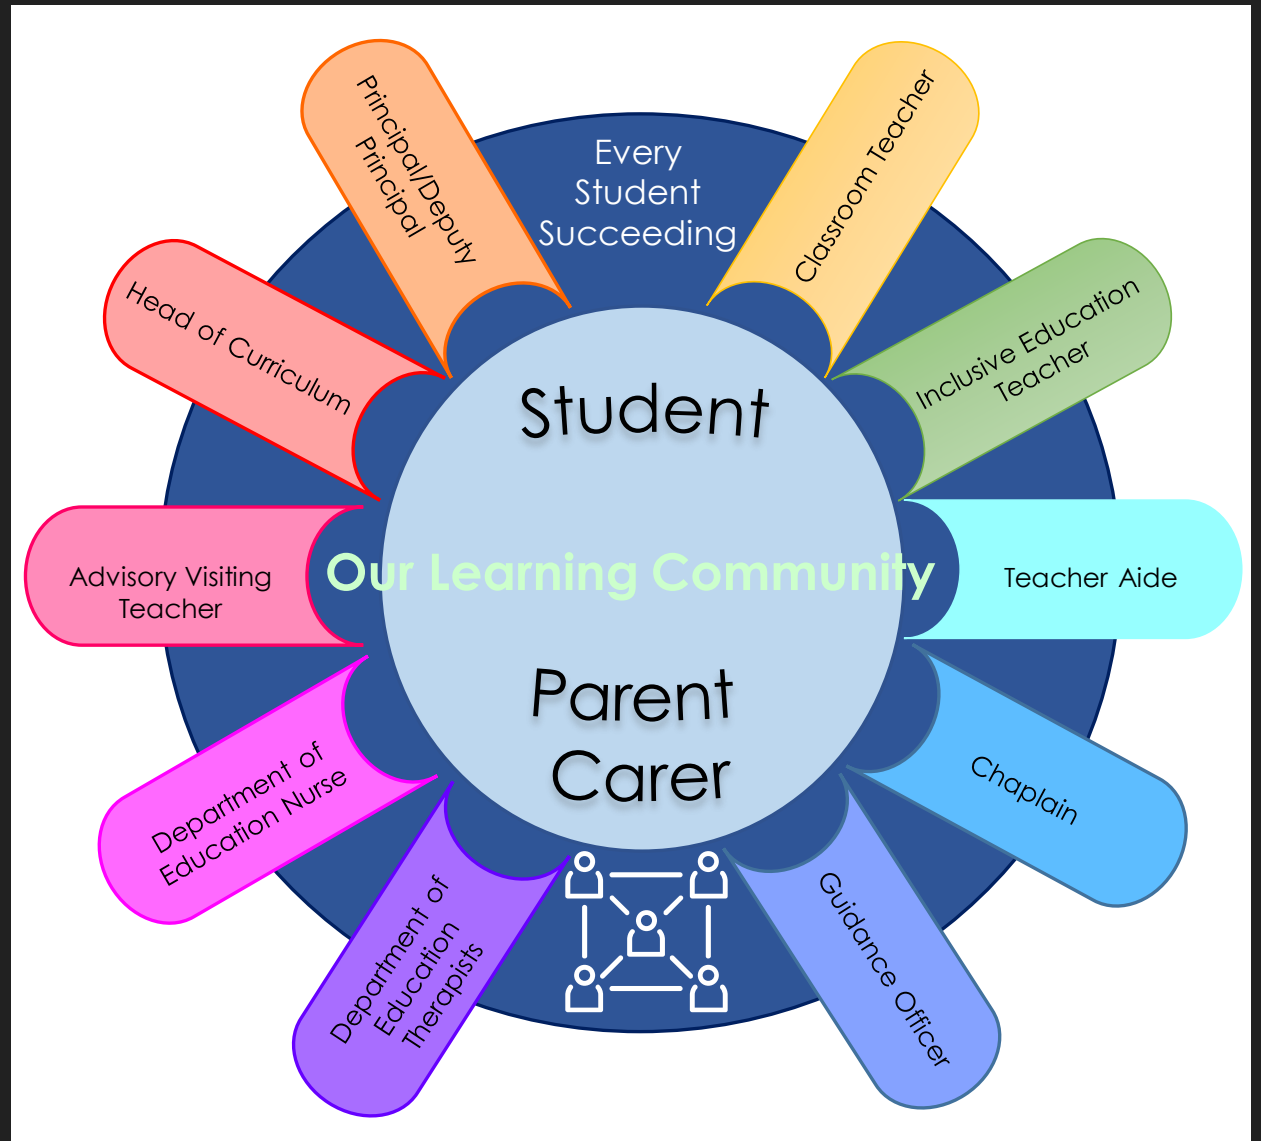 Every
Student
Succeeding
Classroom Teacher
Inclusive Education
Teacher
Teacher Aide
Chaplain
Guidance Officer
Department of
Education
Therapists
Department of
Education Nurse
Advisory Visiting
Teacher
Head of Curriculum
Principal/Deputy
Principal
Student
Our Learning Community
Parent
Carer